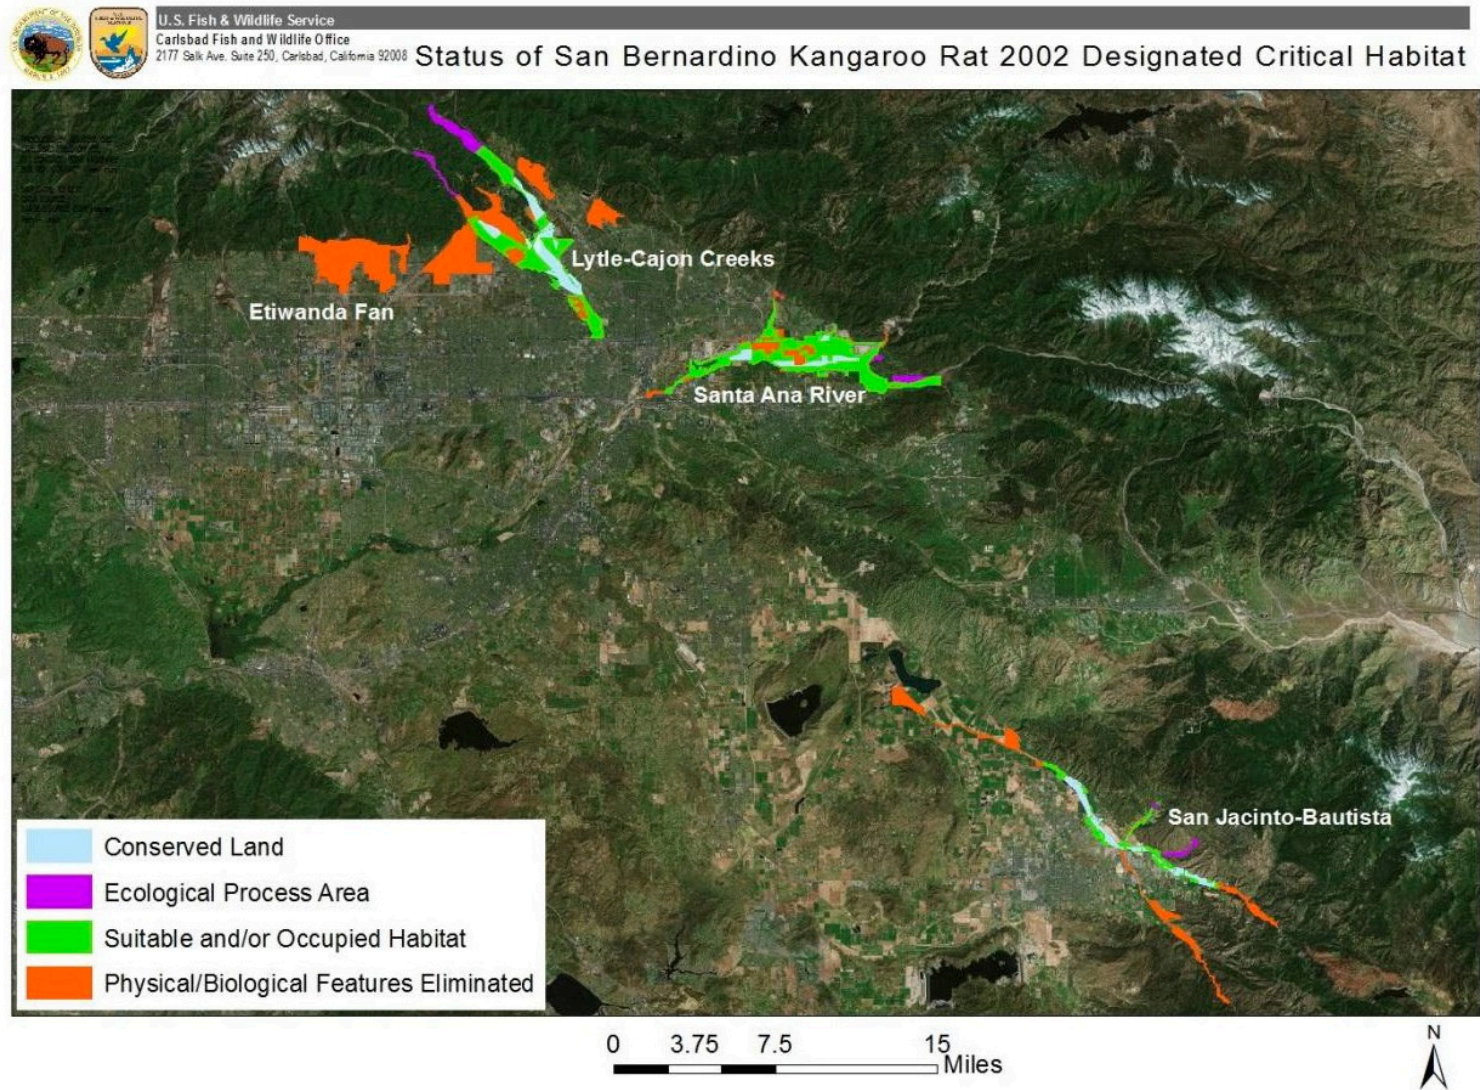 U.S. Fish & Wildlife Service
Carlsbad Fish and Wildlife Office
2177 Salk Ave. Suite 250, Carlsbad, California 92008
Status of San Bernardino Kangaroo Rat 2002 Designated Critical Habitat
Lytle-Cajon Creeks
Etiwanda Fan
Santa Ana River
San Jacinto-Bautista
Conserved Land
Ecological Process Area
Suitable and/or Occupied Habitat
Physical/Biological Features Eliminated
0 3.75 7.5 15
Miles
N